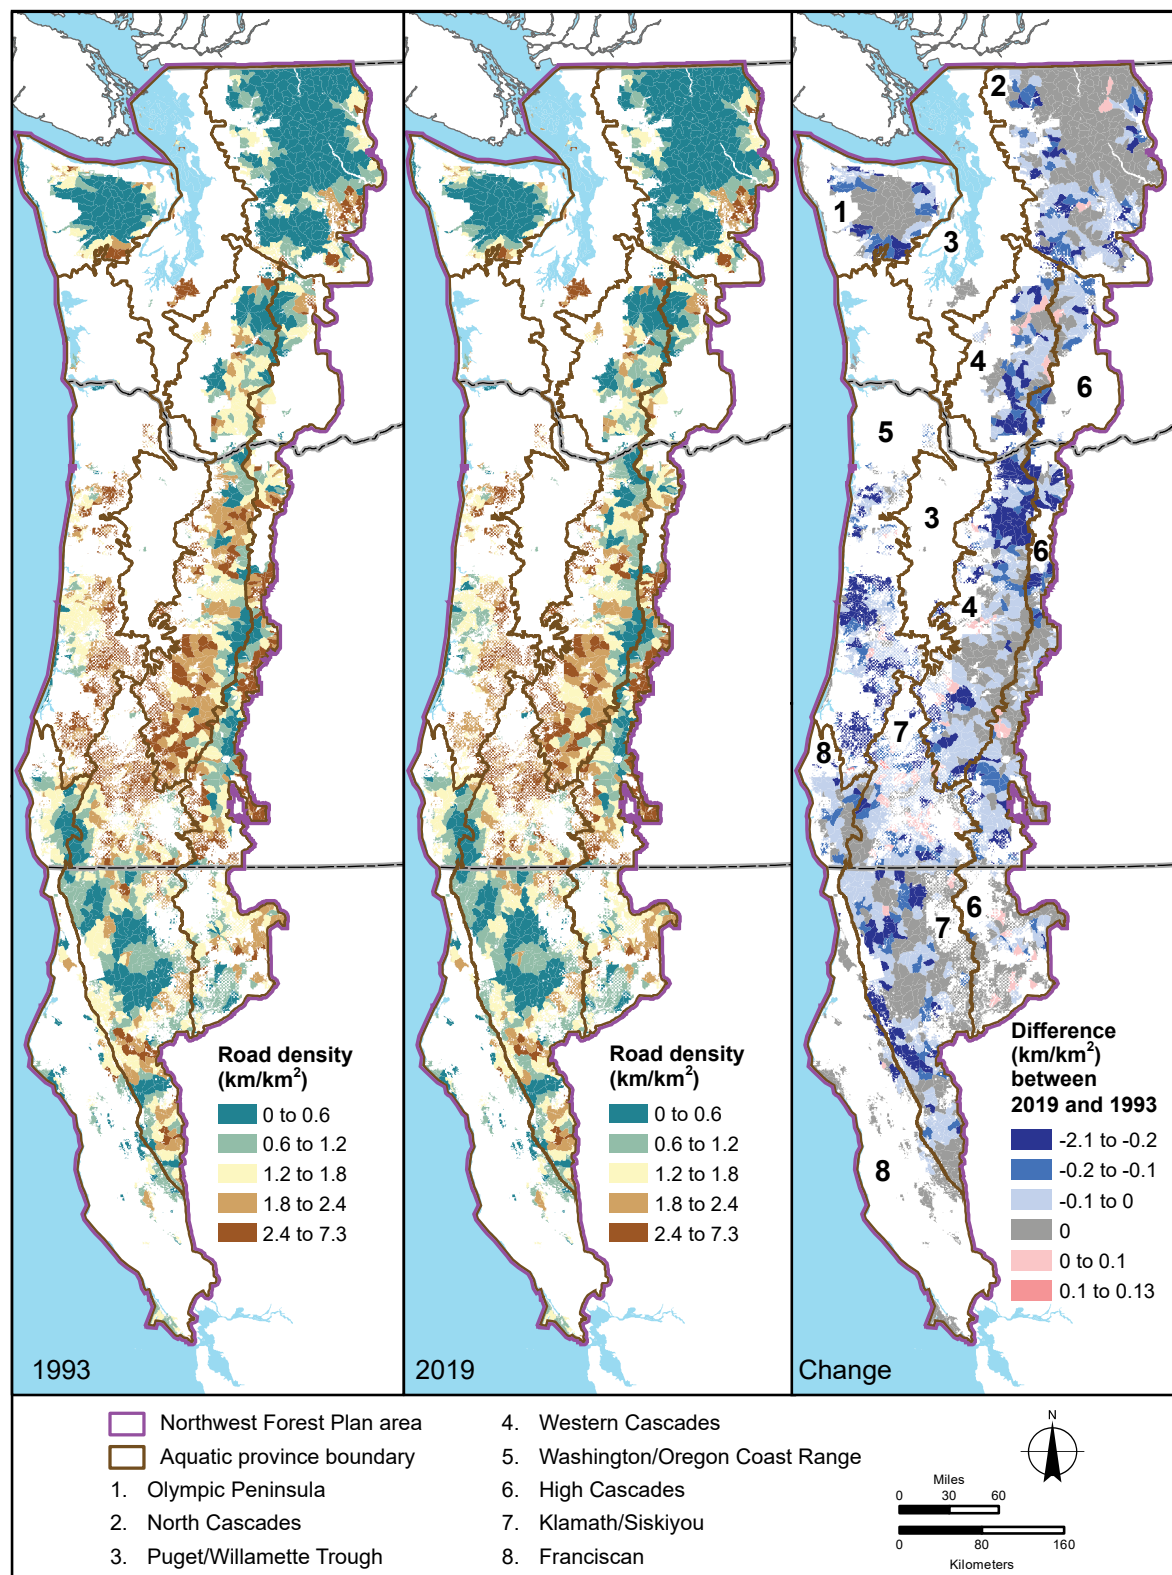 1993
Road density
(km/km²)
0 to 0.6
0.6 to 1.2
1.2 to 1.8
1.8 to 2.4
2.4 to 7.3
2019
Road density
(km/km²)
0 to 0.6
0.6 to 1.2
1.2 to 1.8
1.8 to 2.4
2.4 to 7.3
2
1
3
4
6
5
3
6
4
7
8
6
7
8
Difference
(km/km²)
between
2019 and 1993
-2.1 to -0.2
-0.2 to -0.1
-0.1 to 0
0
0 to 0.1
0.1 to 0.13
Change
Northwest Forest Plan area
Aquatic province boundary
1. Olympic Peninsula
2. North Cascades
3. Puget/Willamette Trough
4. Western Cascades
5. Washington/Oregon Coast Range
6. High Cascades
7. Klamath/Siskiyou
8. Franciscan
N
Miles
0 30 60
0 80 160
Kilometers